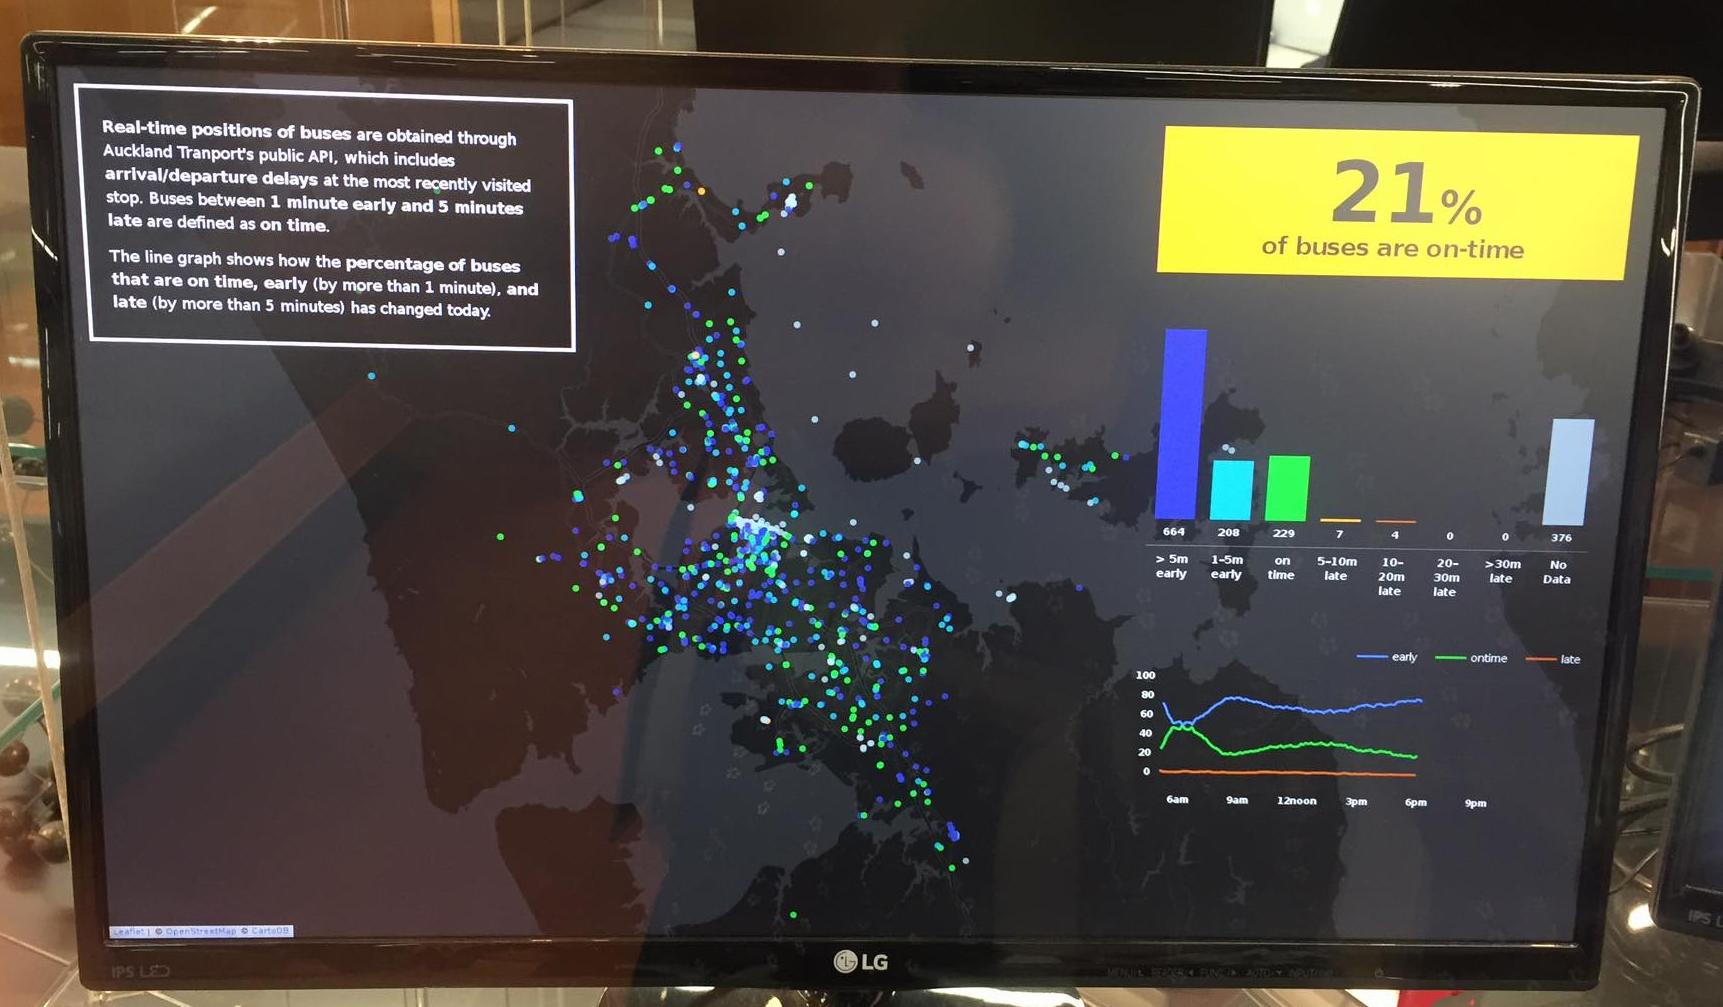 Real-time positions of buses are obtained through
Auckland Tranport's public API, which includes
arrival/departure delays at the most recently visited
stop. Buses between 1 minute early and 5 minutes
late are defined as on time.
The line graph shows how the percentage of buses
that are on time, early (by more than 1 minute), and
late (by more than 5 minutes) has changed today.
21%
of buses are on-time
664 208 229 7 4 0 0 376
> 5m early
1-5m early
on time
5-10m late
10-20m late
20-30m late
>30m late
No Data
early ontime late
100
80
60
40
20
0
6am 9am 12noon 3pm 6pm 9pm
Leaflet | © OpenStreetMap © CartoDB
IPS LED
LG
MENU READER FUNC AUTO INPUT
IPS L